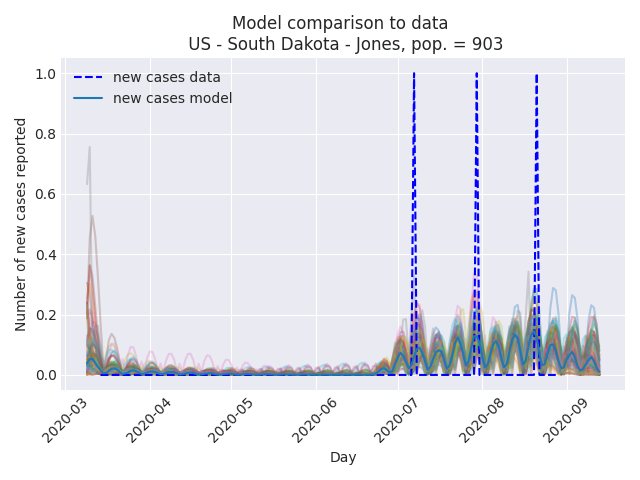 Model comparison to data
US - South Dakota - Jones, pop. = 903
new cases data
new cases model
Number of new cases reported
1.0
0.8
0.6
0.4
0.2
0.0
2020-03
2020-04
2020-05
2020-06
2020-07
2020-08
2020-09
Day